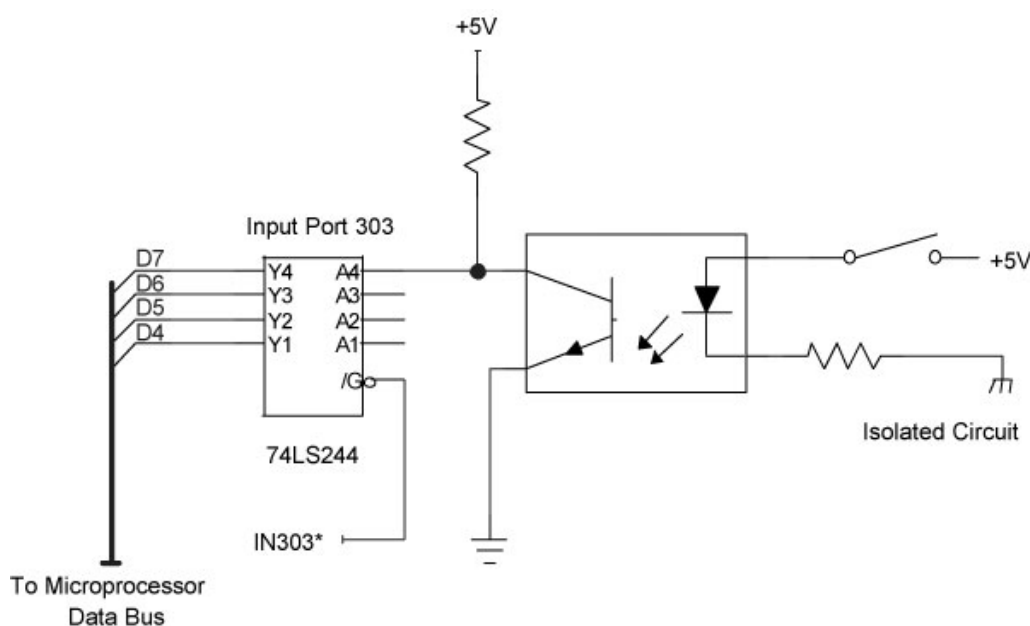 +5V
Input Port 303
D7
D6
D5
D4
Y4 A4
Y3 A3
Y2 A2
Y1 A1
/G
74LS244
IN303*
+5V
Isolated Circuit
To Microprocessor
Data Bus